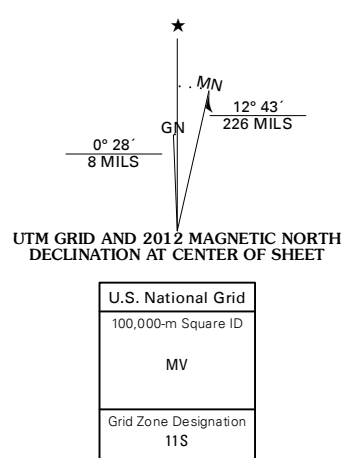 ★
MN
GN
12° 43´
226 MILS
0° 28´
8 MILS
UTM GRID AND 2012 MAGNETIC NORTH
DECLINATION AT CENTER OF SHEET
U.S. National Grid
100,000-m Square ID
MV
Grid Zone Designation
11S